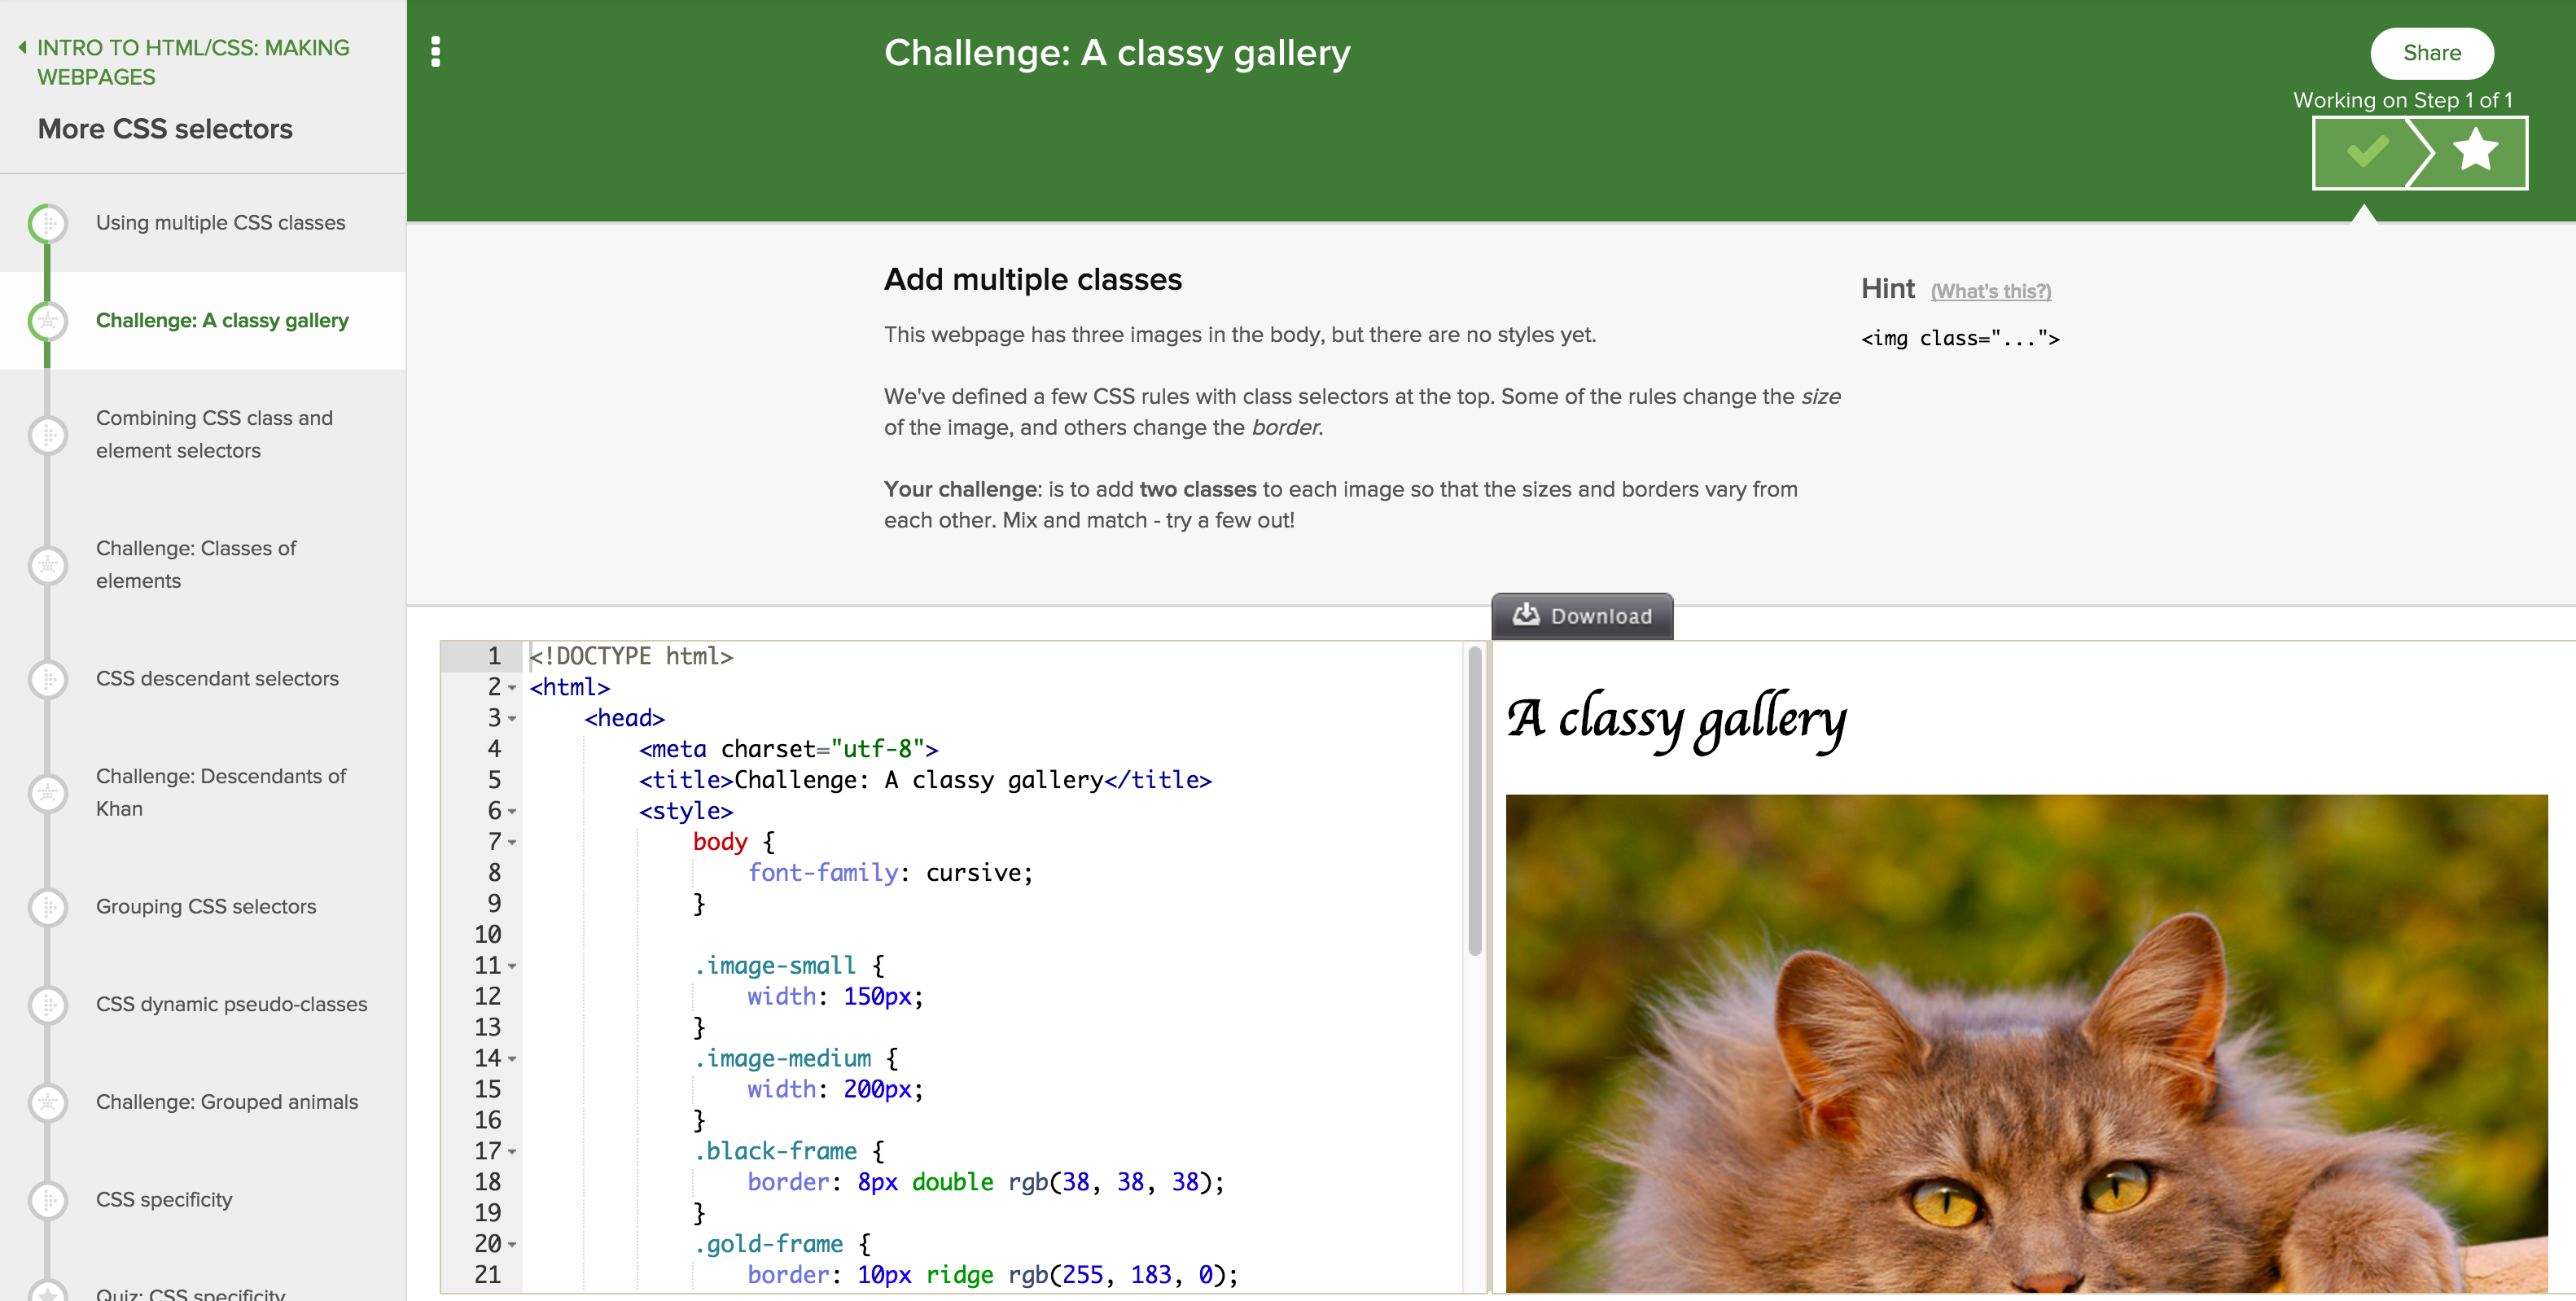 INTRO TO HTML/CSS: MAKING
WEBPAGES
More CSS selectors
Using multiple CSS classes
Challenge: A classy gallery
Combining CSS class and
element selectors
Challenge: Classes of
elements
CSS descendant selectors
Challenge: Descendants of
Khan
Grouping CSS selectors
CSS dynamic pseudo-classes
Challenge: Grouped animals
CSS specificity
Quiz: CSS specificity
Challenge: A classy gallery
Share
Working on Step 1 of 1
Add multiple classes
This webpage has three images in the body, but there are no styles yet.
We've defined a few CSS rules with class selectors at the top. Some of the rules change the size
of the image, and others change the border.
Your challenge: is to add two classes to each image so that the sizes and borders vary from
each other. Mix and match - try a few out!
Hint (What's this?)
<img class="...">
Download
1 <!DOCTYPE html>
2 <html>
3 <head>
4 <meta charset="utf-8">
5 <title>Challenge: A classy gallery</title>
6 <style>
7 body {
8 font-family: cursive;
9 }
10
11 .image-small {
12 width: 150px;
13 }
14 .image-medium {
15 width: 200px;
16 }
17 .black-frame {
18 border: 8px double rgb(38, 38, 38);
19 }
20 .gold-frame {
21 border: 10px ridge rgb(255, 183, 0);
A classy gallery